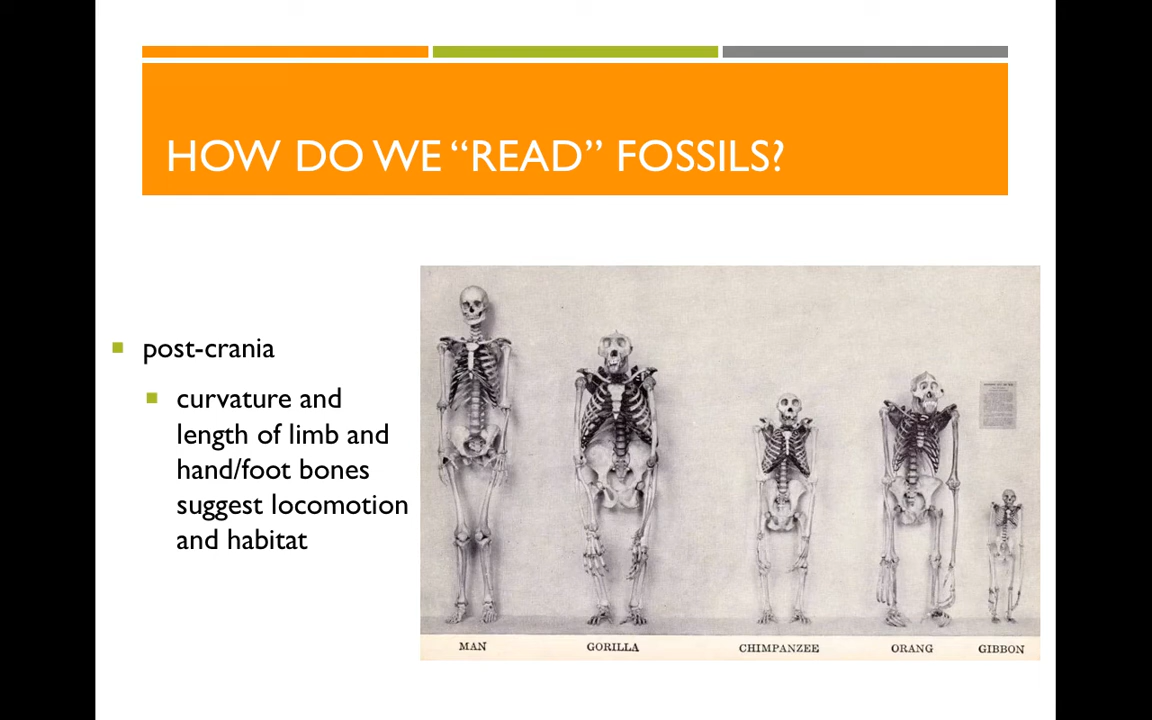 HOW DO WE “READ” FOSSILS?
post-crania
curvature and
length of limb and
hand/foot bones
suggest locomotion
and habitat
MAN GORILLA CHIMPANZEE ORANG GIBBON